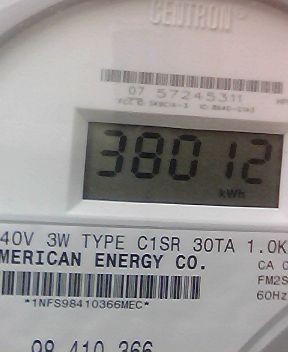 CENTRON®
07 57245311
38012
kWh
40V 3W TYPE C1SR 30TA 1.0K
MERICAN ENERGY CO.
CA 0
FM2S
60Hz
*1NFS98410366MEC*
98 410 366